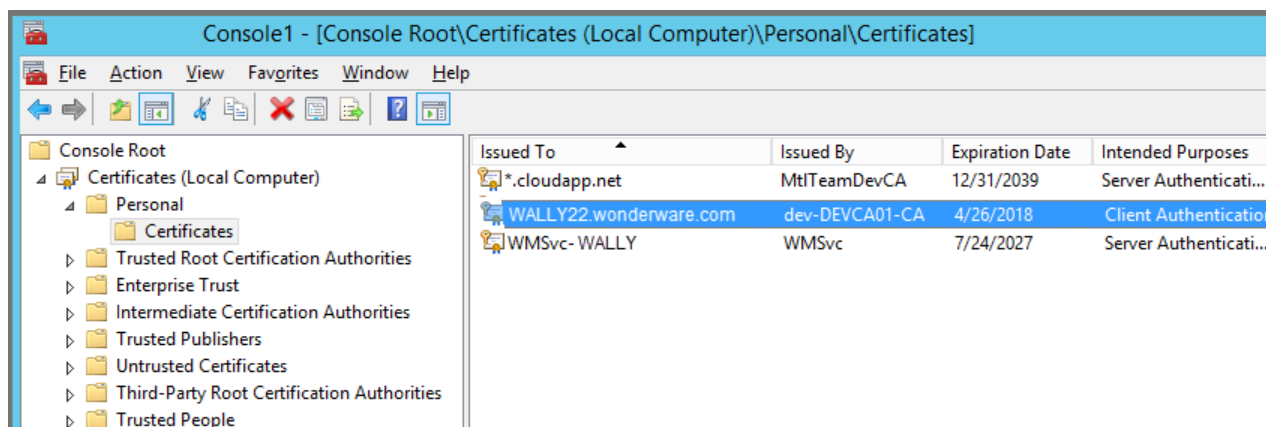 Console1 - [Console Root\Certificates (Local Computer)\Personal\Certificates]
File Action View Favorites Window Help
Console Root
Certificates (Local Computer)
Personal
Certificates
Trusted Root Certification Authorities
Enterprise Trust
Intermediate Certification Authorities
Trusted Publishers
Untrusted Certificates
Third-Party Root Certification Authorities
Trusted People
Issued To Issued By Expiration Date Intended Purposes
*.cloudapp.net MtlTeamDevCA 12/31/2039 Server Authenticati...
WALLY22.wonderware.com dev-DEVCA01-CA 4/26/2018 Client Authentication
WMSvc- WALLY WMSvc 7/24/2027 Server Authenticati...